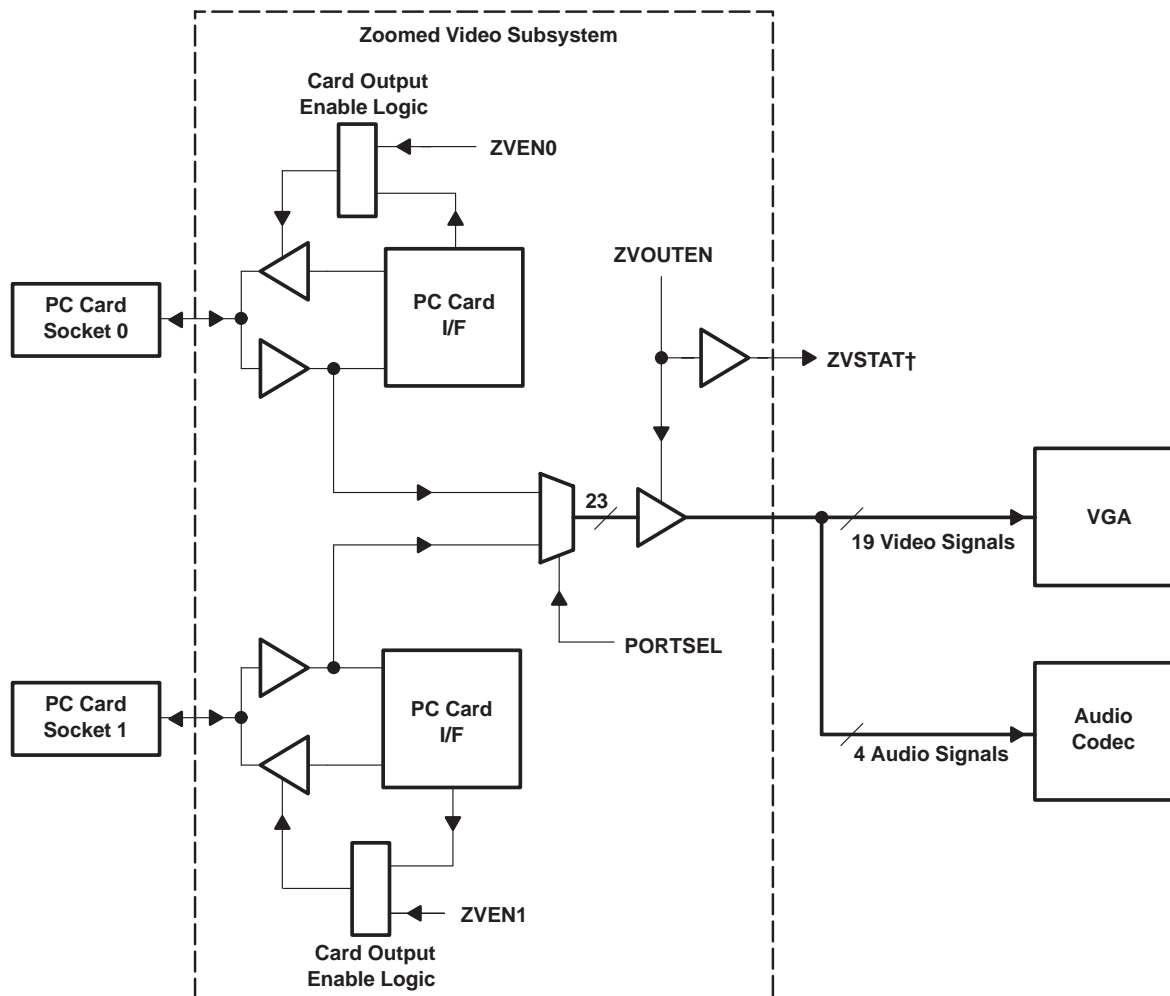 Zoomed Video Subsystem
Card Output
Enable Logic
ZVEN0
ZVOUTEN
PC Card
Socket 0
PC Card
I/F
ZVSTAT†
23
VGA
19 Video Signals
PORTSEL
PC Card
Socket 1
PC Card
I/F
Audio
Codec
4 Audio Signals
ZVEN1
Card Output
Enable Logic